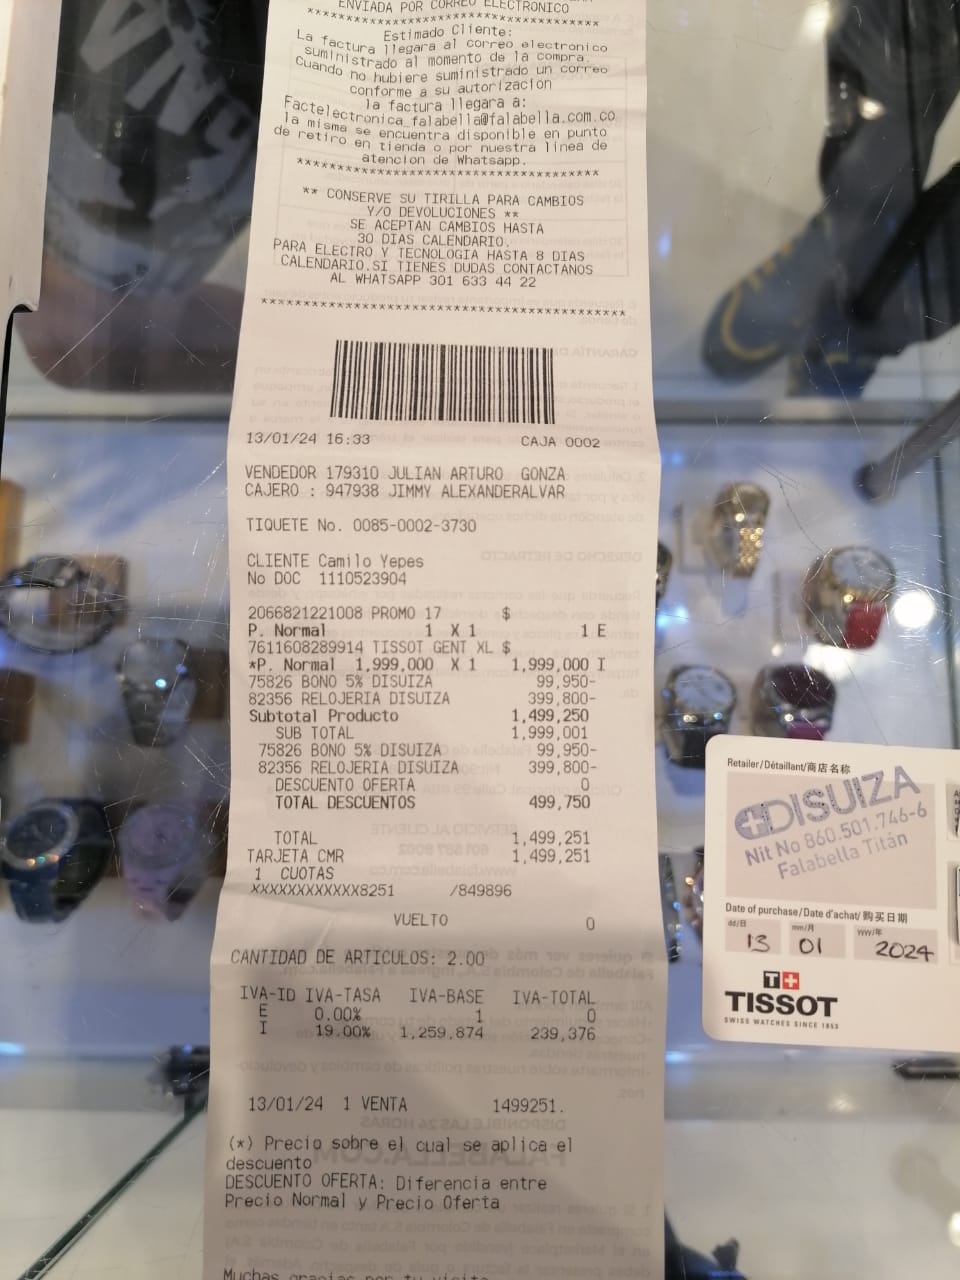 ENVIADA POR CORREO ELECTRONICO
****************************
Estimado Cliente:
La factura llegara al correo electronico
suministrado al momento de la compra.
Cuando no hubiere suministrado un correo
conforme a su autorizacion
la factura llegara a:
Factelectronica_falabella@falabella.com.co
la misma se encuentra disponible en punto
de retiro en tienda o por nuestra linea de
atencion de Whatsapp.
****************************
** CONSERVE SU TIRILLA PARA CAMBIOS
Y/O DEVOLUCIONES **
SE ACEPTAN CAMBIOS HASTA
30 DIAS CALENDARIO.
PARA ELECTRO Y TECNOLOGIA HASTA 8 DIAS
CALENDARIO.SI TIENES DUDAS CONTACTANOS
AL WHATSAPP 301 633 44 22
****************************
13/01/24 16:33 CAJA 0002
VENDEDOR 179310 JULIAN ARTURO GONZA
CAJERO : 947938 JIMMY ALEXANDERALVAR
TIQUETE No. 0085-0002-3730
CLIENTE Camilo Yepes
No DOC 1110523904
2066821221008 PROMO 17 $
P. Normal 1 X 1 1 E
7611608289914 TISSOT GENT XL $
*P. Normal 1,999,000 X 1 1,999,000 I
75826 BONO 5% DISUIZA 99,950-
82356 RELOJERIA DISUIZA 399,800-
Subtotal Producto 1,499,250
SUB TOTAL 1,999,001
75826 BONO 5% DISUIZA 99,950-
82356 RELOJERIA DISUIZA 399,800-
DESCUENTO OFERTA 0
TOTAL DESCUENTOS 499,750
TOTAL 1,499,251
TARJETA CMR 1,499,251
1 CUOTAS
XXXXXXXXXXXX8251 /849896
VUELTO 0
CANTIDAD DE ARTICULOS: 2.00
IVA-ID IVA-TASA IVA-BASE IVA-TOTAL
E 0.00% 1 0
I 19.00% 1,259,874 239,376
13/01/24 1 VENTA 1499251.
(*) Precio sobre el cual se aplica el
descuento
DESCUENTO OFERTA: Diferencia entre
Precio Normal y Precio Oferta
Muchas gracias por tu visita
Retailer/Détaillant/商店名称
DISUIZA
Nit No 860.501.746-6
Falabella Titán
Date of purchase/Date d'achat/购买日期
dd/日 mm/月 yyyy/年
13 01 2024
T+
TISSOT
SWISS WATCHES SINCE 1853